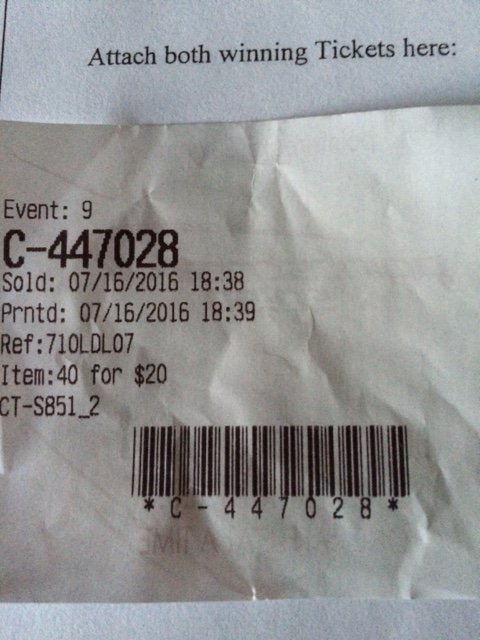 Attach both winning Tickets here:
Event: 9
C-447028
Sold: 07/16/2016 18:38
Prntd: 07/16/2016 18:39
Ref:710LDL07
Item:40 for $20
CT-S851_2
*C-447028*